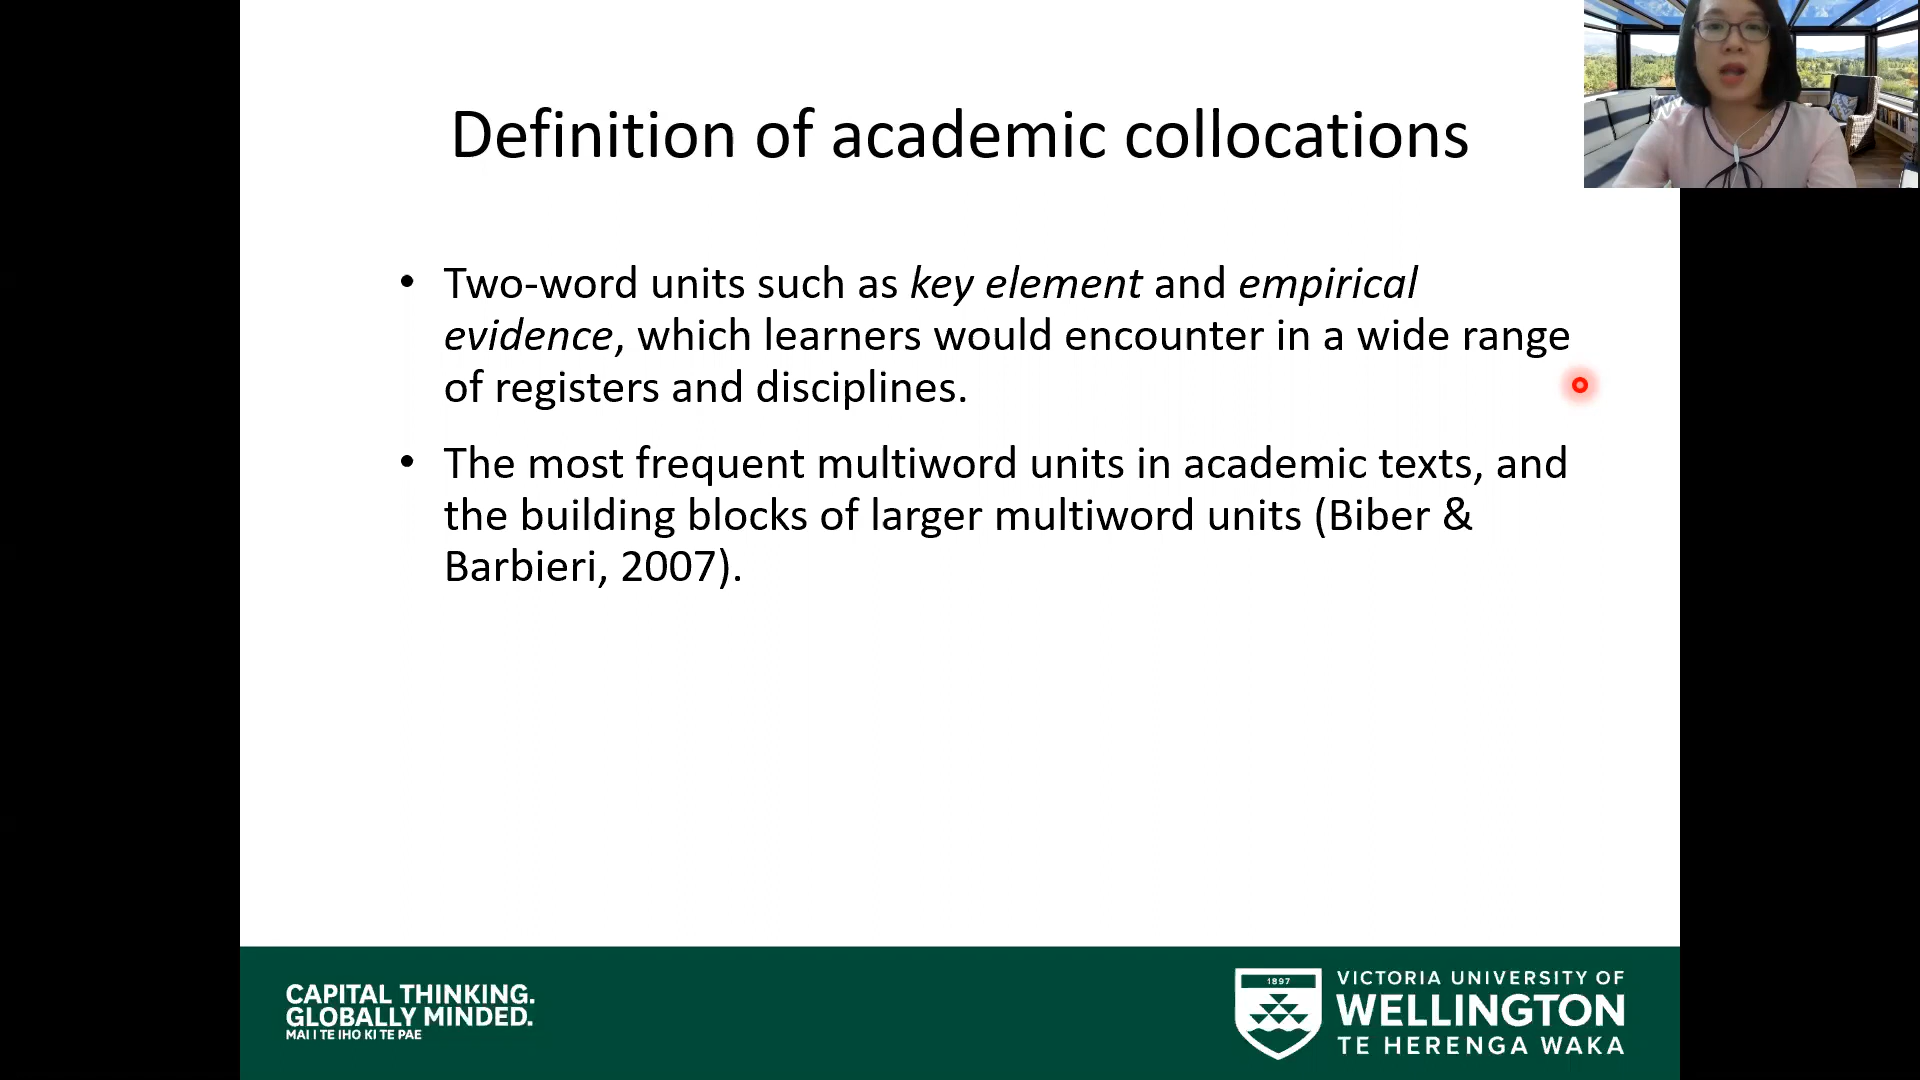 Definition of academic collocations
• Two-word units such as key element and empirical
evidence, which learners would encounter in a wide range
of registers and disciplines.
• The most frequent multiword units in academic texts, and
the building blocks of larger multiword units (Biber &
Barbieri, 2007).
CAPITAL THINKING.
GLOBALLY MINDED.
MAI I TE IHO KI TE PAE
1897
VICTORIA UNIVERSITY OF
WELLINGTON
TE HERENGA WAKA